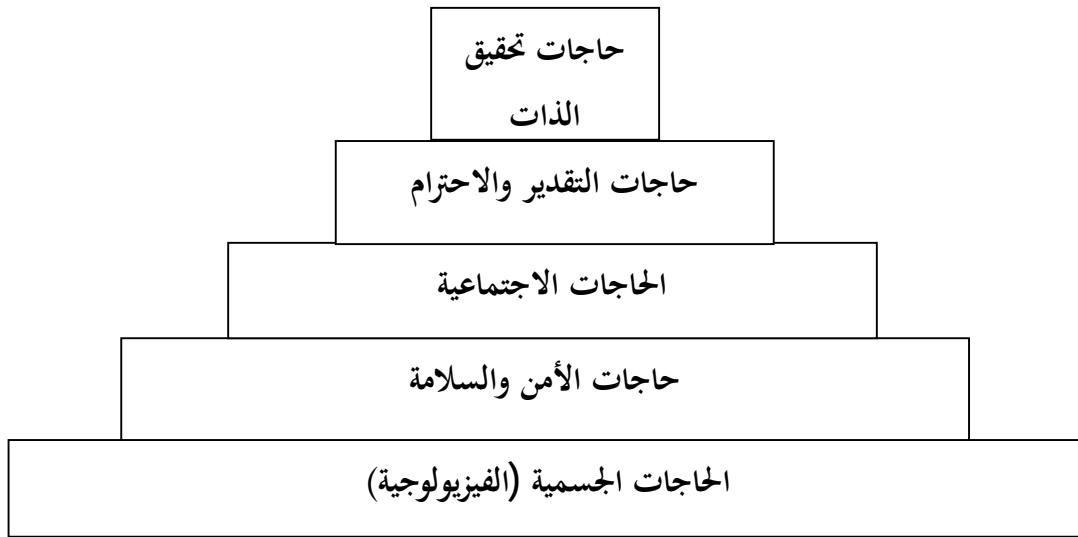 حاجات تحقيق
الذات
حاجات التقدير والاحترام
الحاجات الاجتماعية
حاجات الأمن والسلامة
الحاجات الجسمية (الفيزيولوجية)